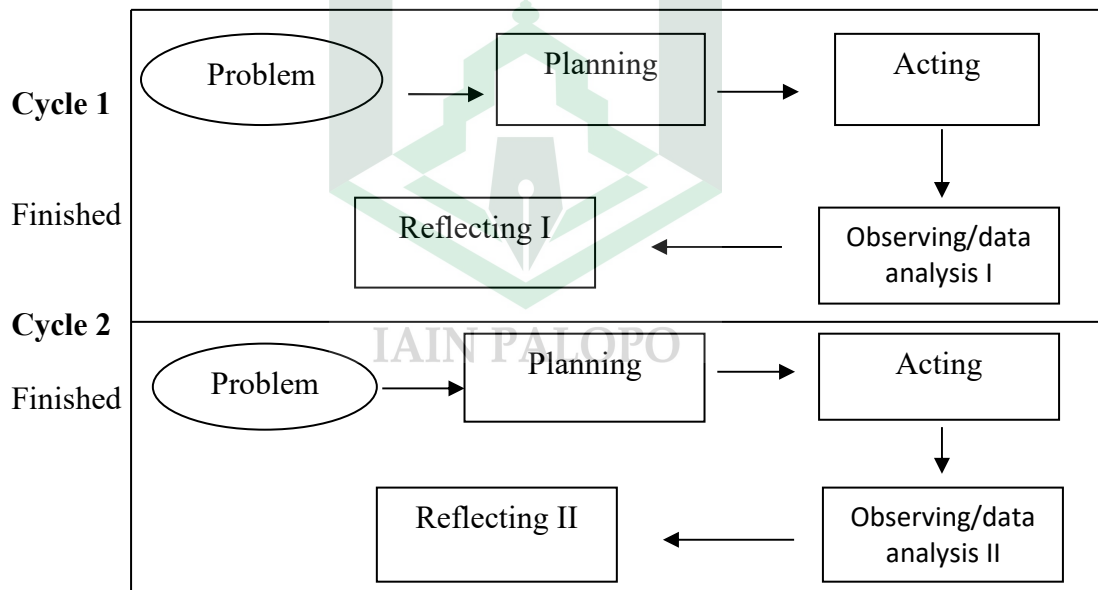 Cycle 1
Problem
Planning
Acting
Finished
Reflecting I
Observing/data
analysis I
Cycle 2
IAIN PALOPO
Finished
Problem
Planning
Acting
Reflecting II
Observing/data
analysis II